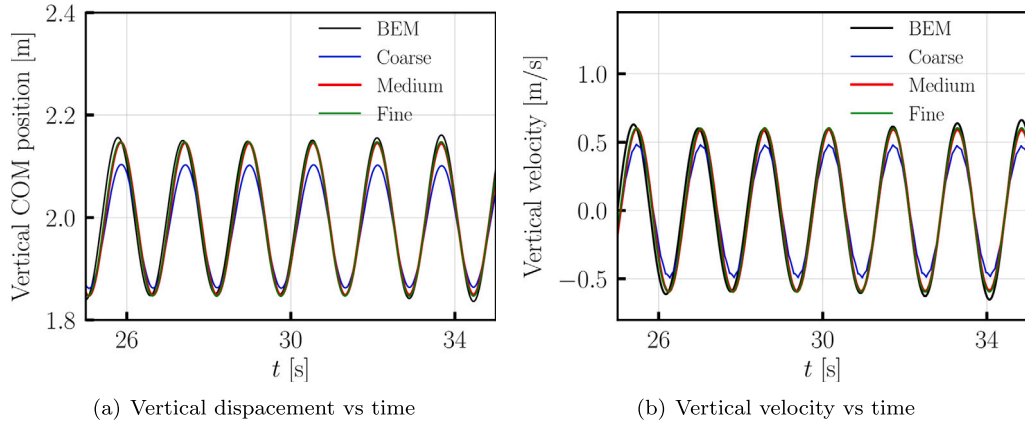 Vertical COM position [m]
2.4
2.2
2.0
1.8
26
30
34
t [s]
BEM
Coarse
Medium
Fine
(a) Vertical dispacement vs time
Vertical velocity [m/s]
1.0
0.5
0.0
−0.5
26
30
34
t [s]
BEM
Coarse
Medium
Fine
(b) Vertical velocity vs time